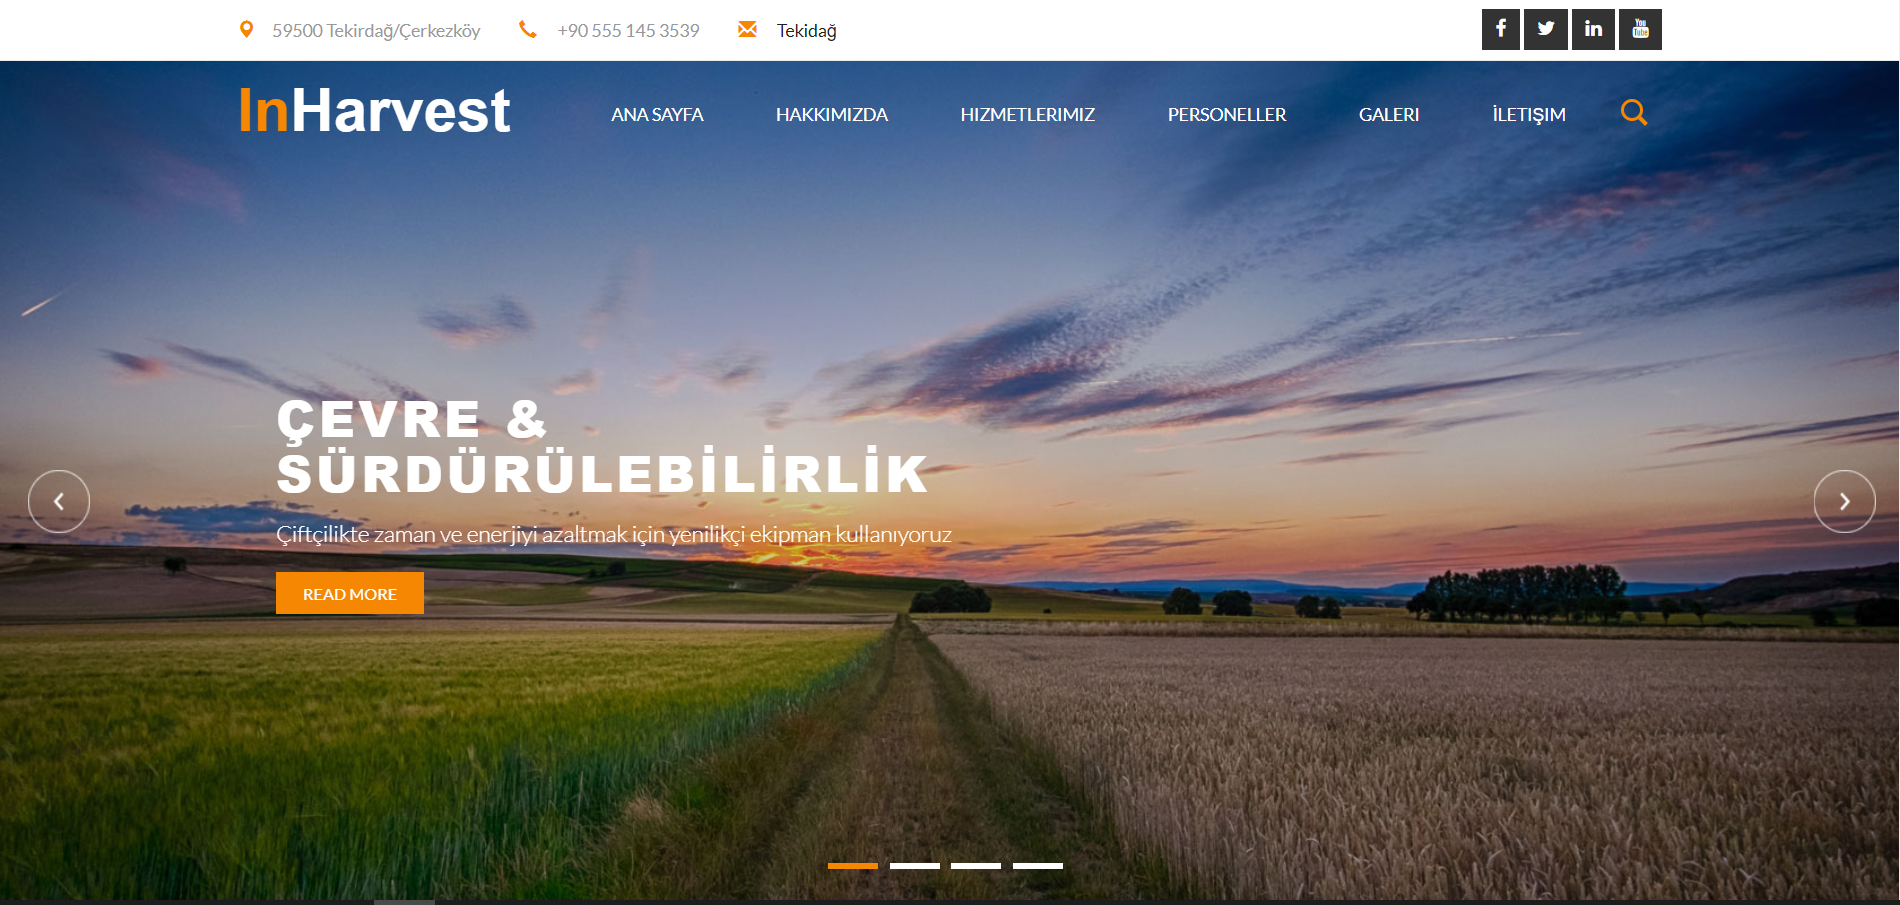 59500 Tekirdağ/Çerkezköy
+90 555 145 3539
Tekidağ
You Tube
InHarvest
ANA SAYFA
HAKKIMIZDA
HIZMETLERIMIZ
PERSONELLER
GALERI
İLETIŞIM
ÇEVRE &
SÜRDÜRÜLEBİLİRLİK
Çiftçilikte zaman ve enerjiyi azaltmak için yenilikçi ekipman kullanıyoruz
READ MORE